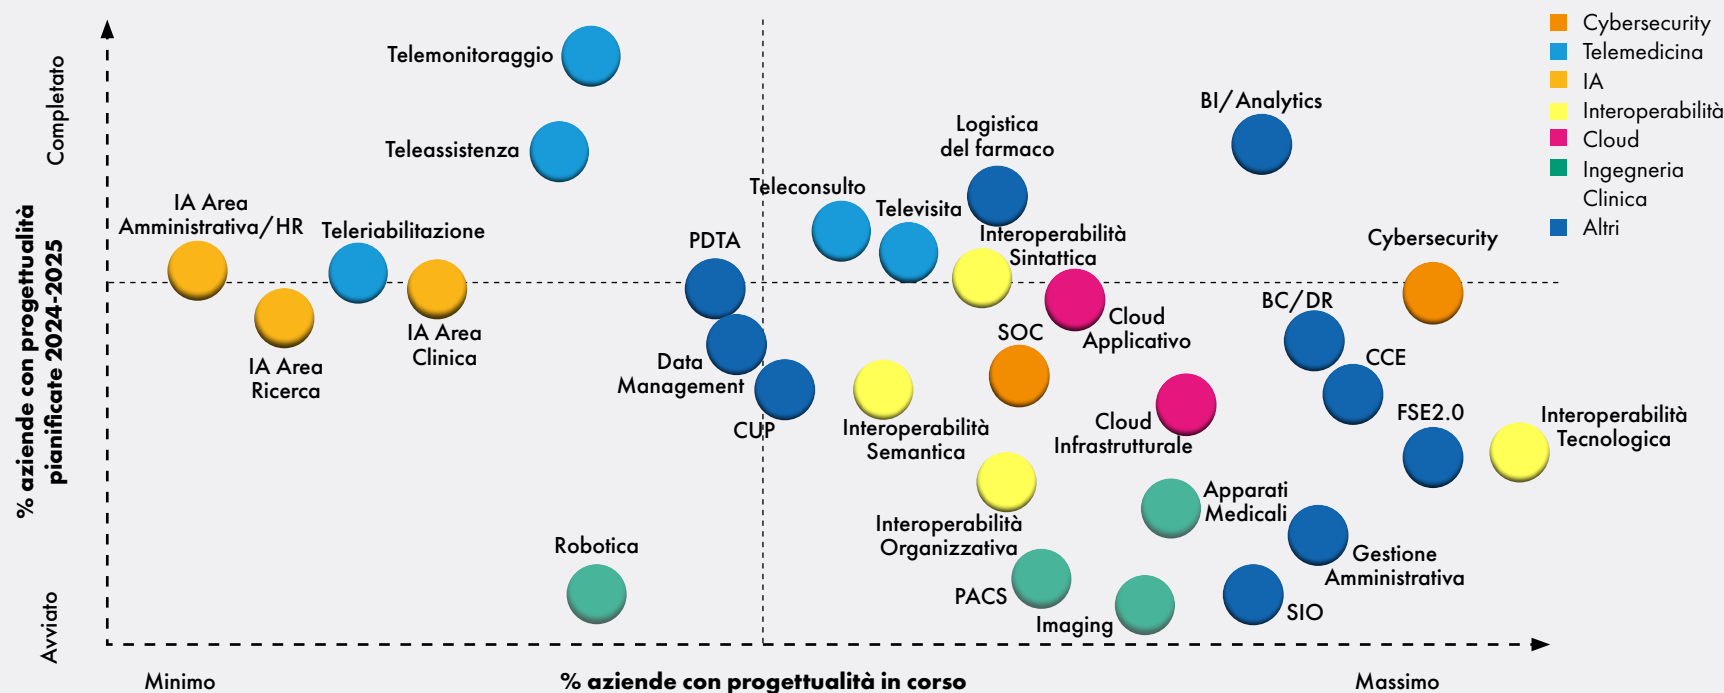 Cybersecurity
Telemedicina
IA
Interoperabilità
Cloud
Ingegneria
Clinica
Altri
Completato
% aziende con progettualità
pianificate 2024-2025
Avviato
Telemonitoraggio
Teleassistenza
IA Area
Amministrativa/HR
Teleriabilitazione
IA Area
Ricerca
IA Area
Clinica
PDTA
Data
Management
CUP
Robotica
Teleconsulto
Televisita
Logistica
del farmaco
BI/Analytics
Interoperabilità
Sintattica
Cloud
Applicativo
Cybersecurity
BC/DR
SOC
CCE
FSE2.0
Interoperabilità
Tecnologica
Interoperabilità
Semantica
Cloud
Infrastrutturale
Interoperabilità
Organizzativa
Apparati
Medicali
Gestione
Amministrativa
PACS
Imaging
SIO
Minimo
% aziende con progettualità in corso
Massimo